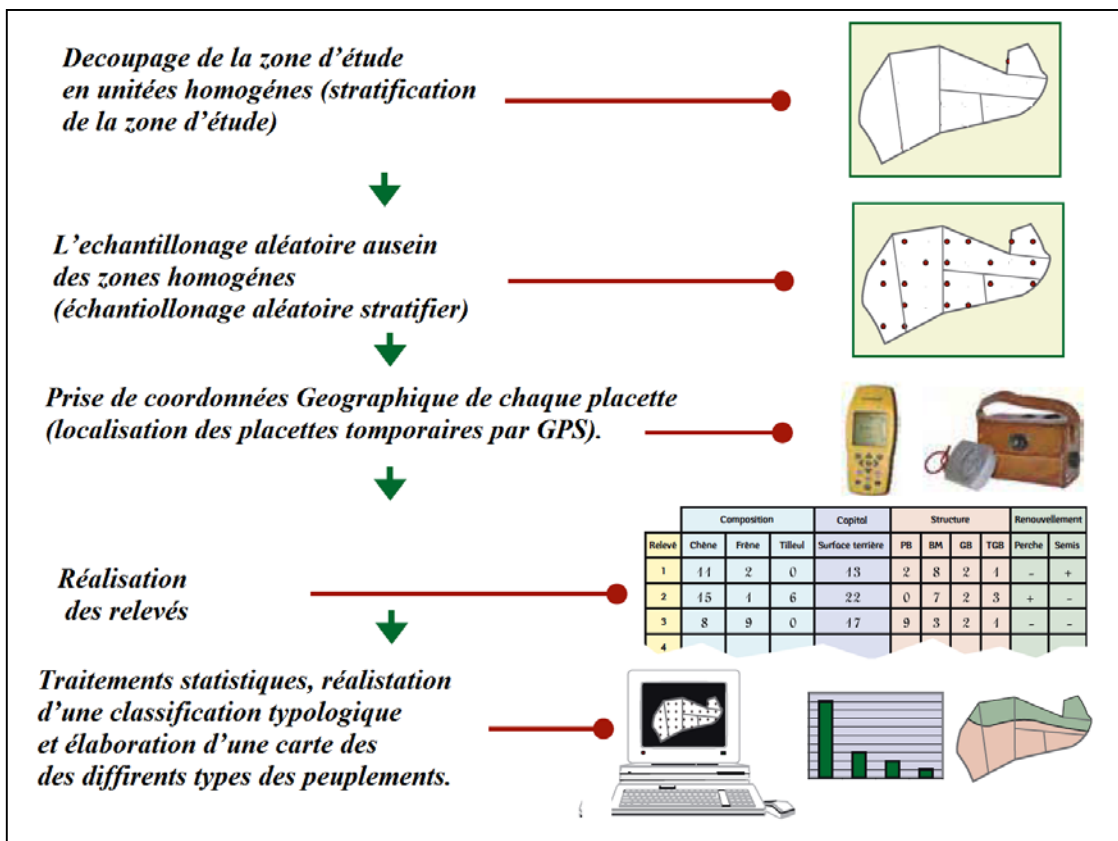 Decoupage de la zone d'étude
en unitées homogénes (stratification
de la zone d'étude)
L'echantillonage aléatoire ausein
des zones homogénes
(échantiollonage aléatoire stratifier)
Prise de coordonnées Geographique de chaque placette
(localisation des placettes tomporaires par GPS).
Composition Capital Structure Renouvellement
Relevé Chêne Frêne Tilleul Surface terrière PB BM GB TGB Perche Semis
1 11 2 0 13 2 8 2 1 - +
2 15 1 6 22 0 7 2 3 + -
3 8 9 0 17 9 3 2 1 - -
4
Réalisation
des relevés
Traitements statistiques, réalistation
d'une classification typologique
et élaboration d'une carte des
des diffirents types des peuplements.